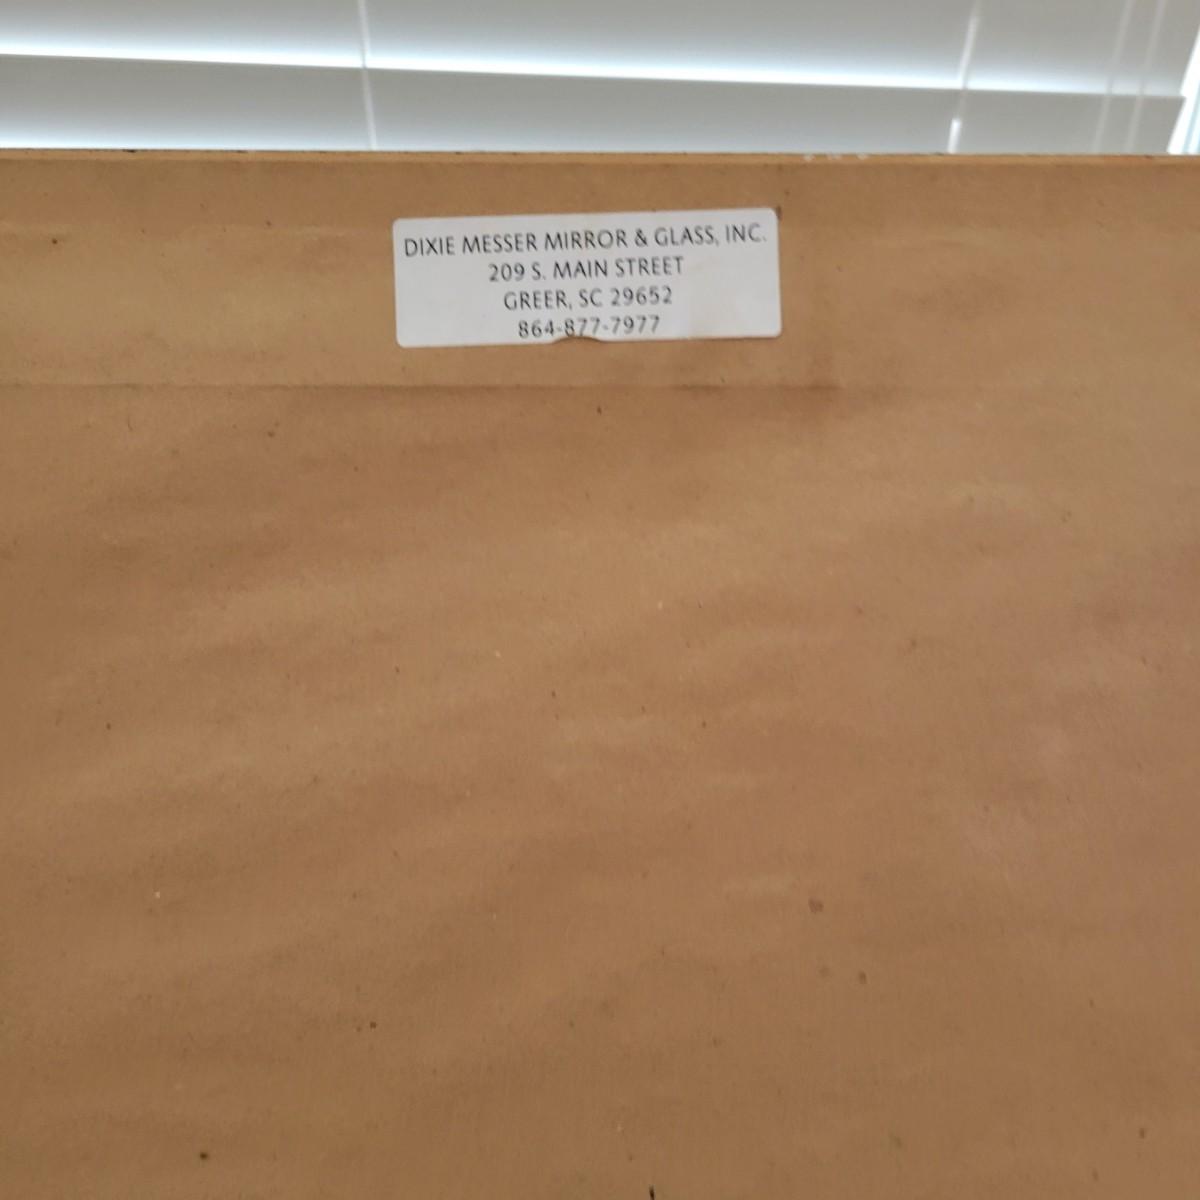 DIXIE MESSER MIRROR & GLASS, INC.
209 S. MAIN STREET
GREER, SC 29652
864-877-7977